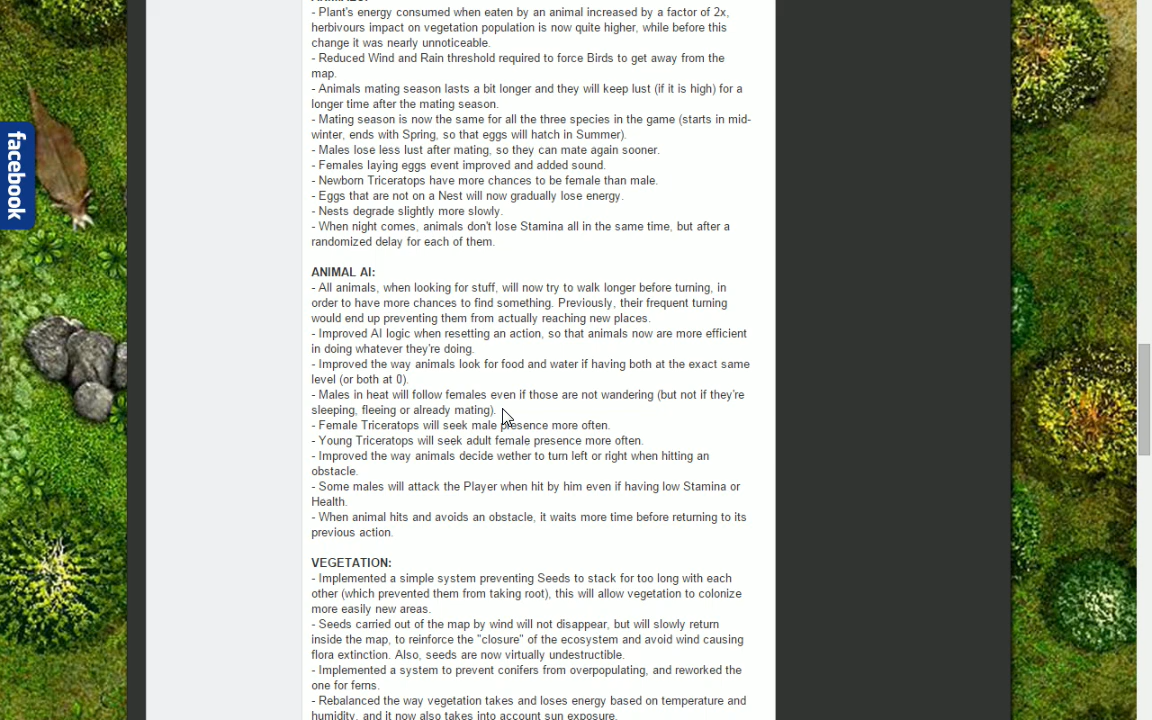 - Plant's energy consumed when eaten by an animal increased by a factor of 2x,
herbivours impact on vegetation population is now quite higher, while before this
change it was nearly unnoticeable.
- Reduced Wind and Rain threshold required to force Birds to get away from the
map.
- Animals mating season lasts a bit longer and they will keep lust (if it is high) for a
longer time after the mating season.
- Mating season is now the same for all the three species in the game (starts in mid-
winter, ends with Spring, so that eggs will hatch in Summer).
- Males lose less lust after mating, so they can mate again sooner.
- Females laying eggs event improved and added sound.
- Newborn Triceratops have more chances to be female than male.
- Eggs that are not on a Nest will now gradually lose energy.
- Nests degrade slightly more slowly.
- When night comes, animals don't lose Stamina all in the same time, but after a
randomized delay for each of them.
facebook
ANIMAL AI:
- All animals, when looking for stuff, will now try to walk longer before turning, in
order to have more chances to find something. Previously, their frequent turning
would end up preventing them from actually reaching new places.
- Improved AI logic when resetting an action, so that animals now are more efficient
in doing whatever they're doing.
- Improved the way animals look for food and water if having both at the exact same
level (or both at 0).
- Males in heat will follow females even if those are not wandering (but not if they're
sleeping, fleeing or already mating).
- Female Triceratops will seek male presence more often.
- Young Triceratops will seek adult female presence more often.
- Improved the way animals decide wether to turn left or right when hitting an
obstacle.
- Some males will attack the Player when hit by him even if having low Stamina or
Health.
- When animal hits and avoids an obstacle, it waits more time before returning to its
previous action.
VEGETATION:
- Implemented a simple system preventing Seeds to stack for too long with each
other (which prevented them from taking root), this will allow vegetation to colonize
more easily new areas.
- Seeds carried out of the map by wind will not disappear, but will slowly return
inside the map, to reinforce the "closure" of the ecosystem and avoid wind causing
flora extinction. Also, seeds are now virtually undestructible.
- Implemented a system to prevent conifers from overpopulating, and reworked the
one for ferns.
- Rebalanced the way vegetation takes and loses energy based on temperature and
humidity, and it now also takes into account sun exposure.